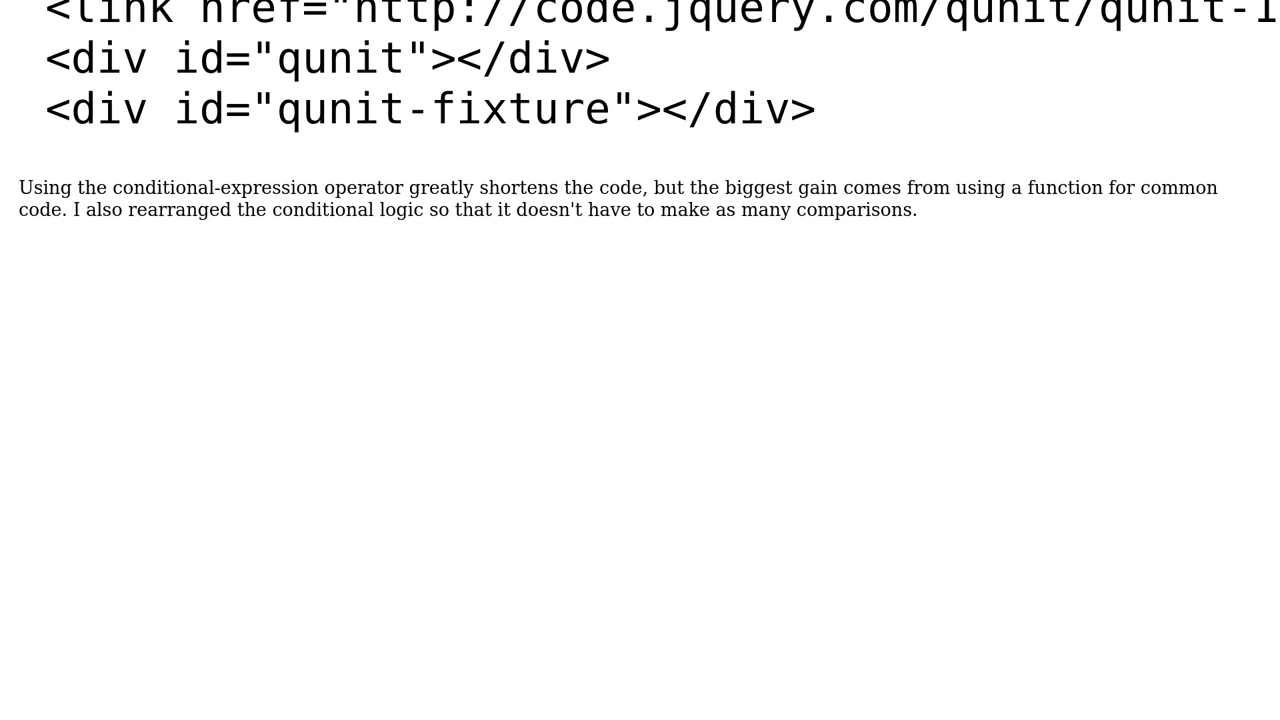 <link href="http://code.jquery.com/qunit/qunit-1
<div id="qunit"></div>
<div id="qunit-fixture"></div>
Using the conditional-expression operator greatly shortens the code, but the biggest gain comes from using a function for common
code. I also rearranged the conditional logic so that it doesn't have to make as many comparisons.